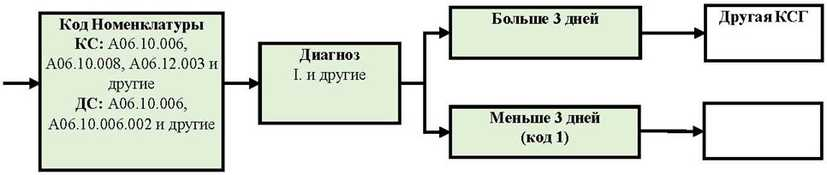 Код Номенклатуры
КС: А06.10.006,
А06.10.008, А06.12.003 и
другие
ДС: А06.10.006,
А06.10.006.002 и другие
Диагноз
I. и другие
Больше 3 дней
Другая КСГ
Меньше 3 дней
(код 1)